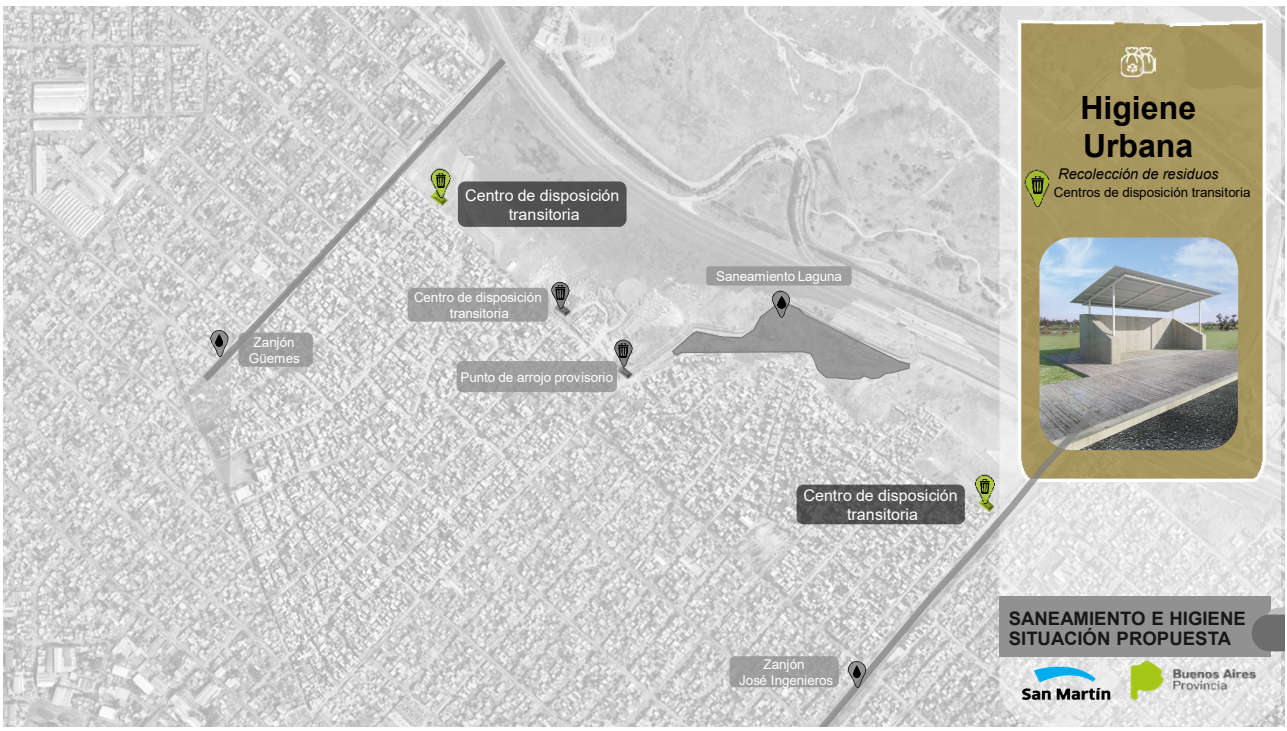 Higiene
Urbana
Recolección de residuos
Centros de disposición transitoria
Centro de disposición
transitoria
Saneamiento Laguna
Centro de disposición
transitoria
Zanjón
Güemes
Punto de arrojo provisorio
Centro de disposición
transitoria
Zanjón
José Ingenieros
SANEAMIENTO E HIGIENE
SITUACIÓN PROPUESTA
San Martín
Buenos Aires
Provincia